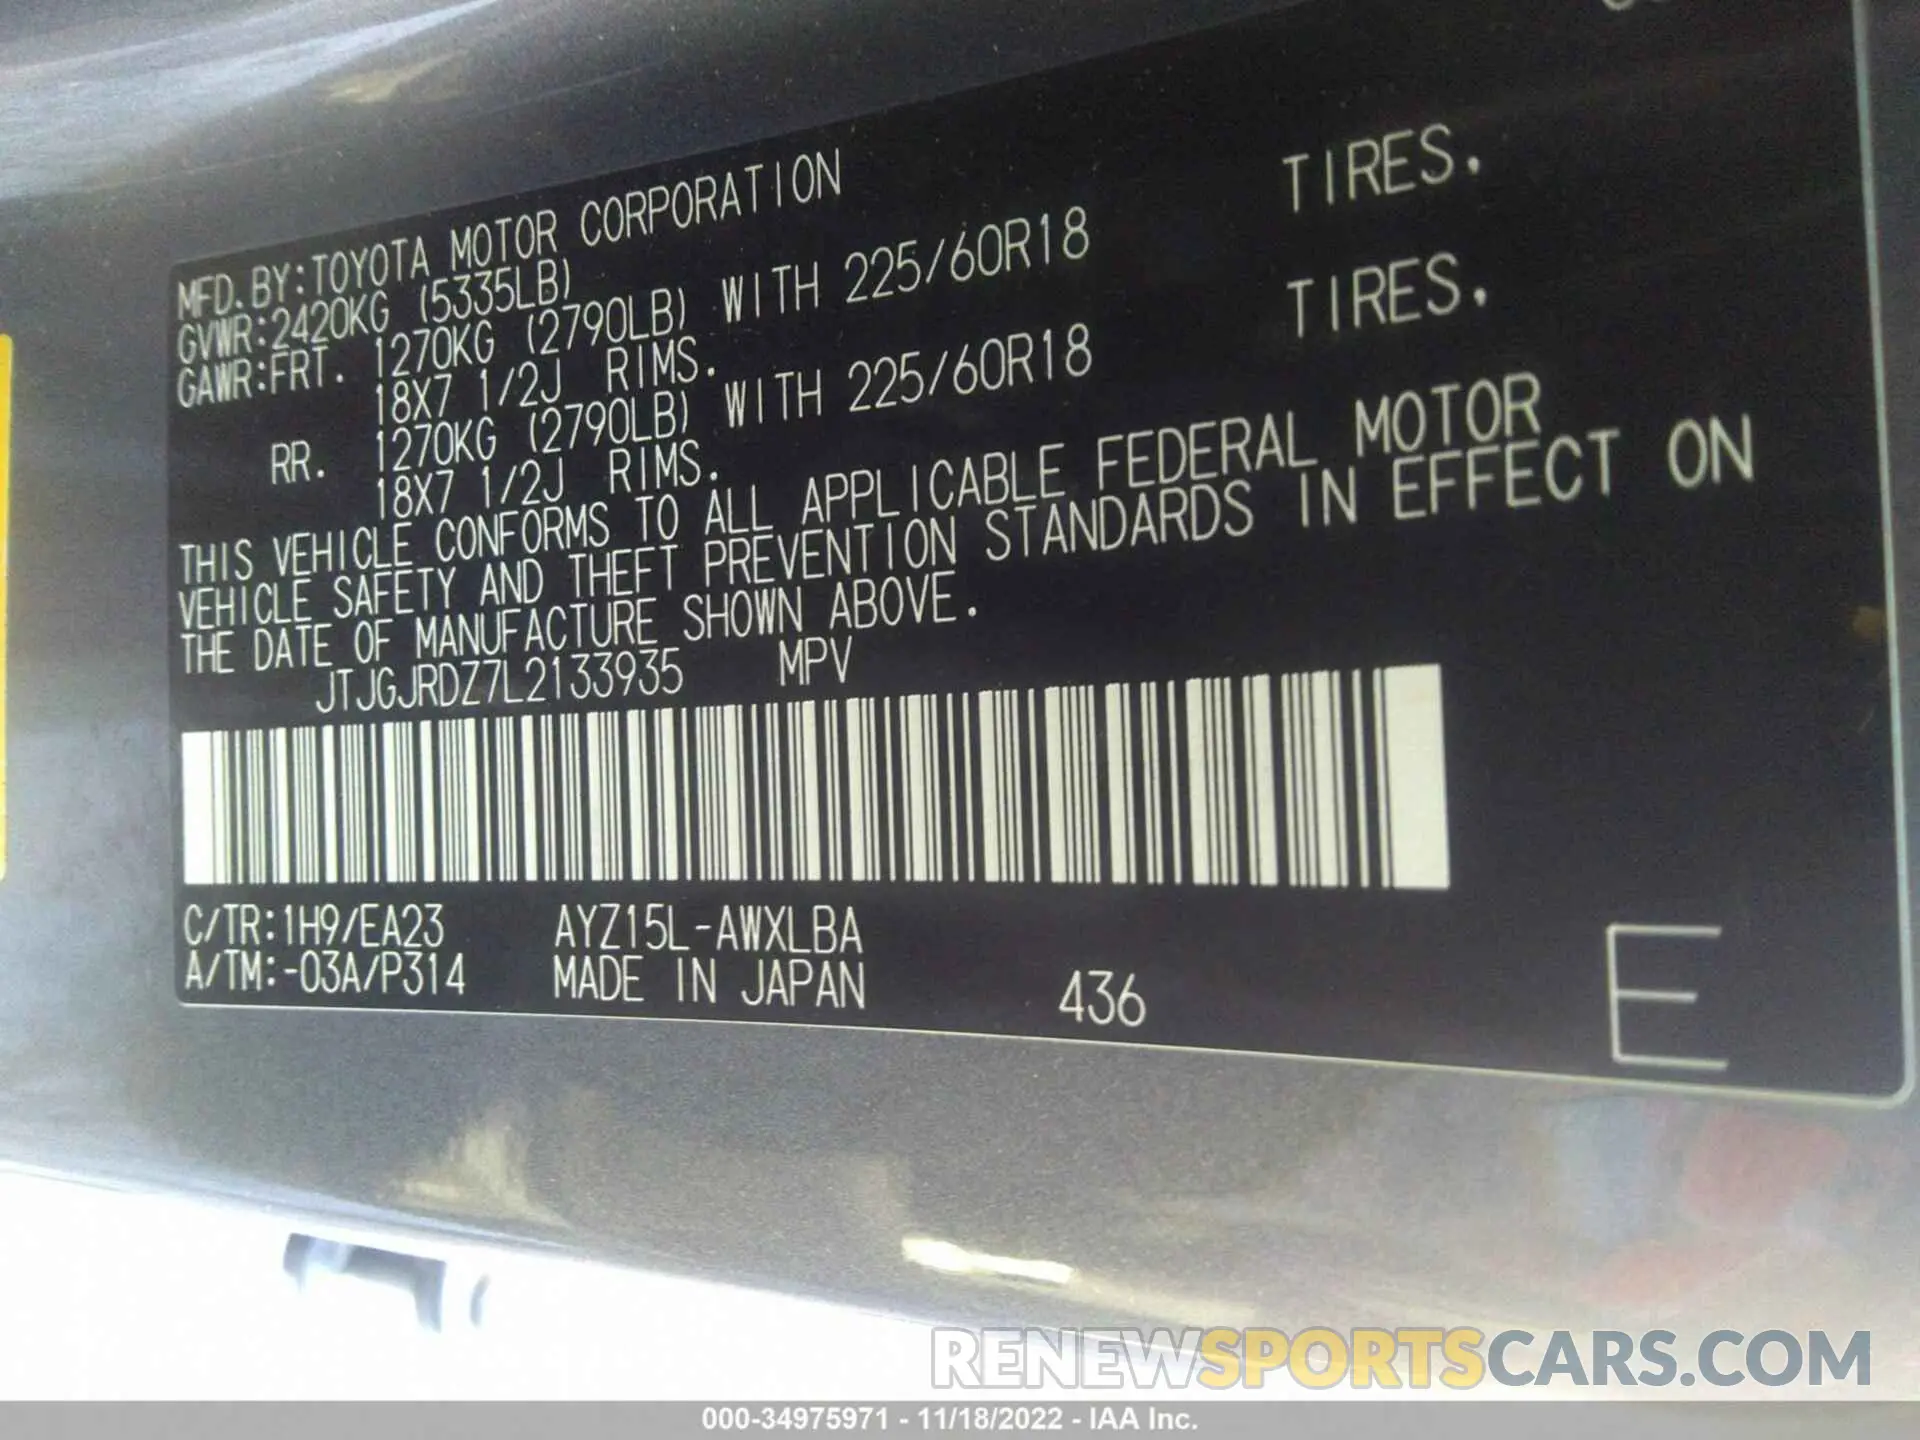 MFD.BY:TOYOTA MOTOR CORPORATION
GVWR:2420KG (5335LB)
GAWR:FRT. 1270KG (2790LB) WITH 225/60R18 TIRES.
18X7 1/2J RIMS.
RR. 1270KG (2790LB) WITH 225/60R18 TIRES.
18X7 1/2J RIMS.
THIS VEHICLE CONFORMS TO ALL APPLICABLE FEDERAL MOTOR
VEHICLE SAFETY AND THEFT PREVENTION STANDARDS IN EFFECT ON
THE DATE OF MANUFACTURE SHOWN ABOVE.
JTJGJRDZ7L2133935 MPV
C/TR:1H9/EA23 AYZ15L-AWXLBA
A/TM:-03A/P314 MADE IN JAPAN 436 E
RENEWSPORTSCARS.COM
000-34975971 - 11/18/2022 - IAA Inc.